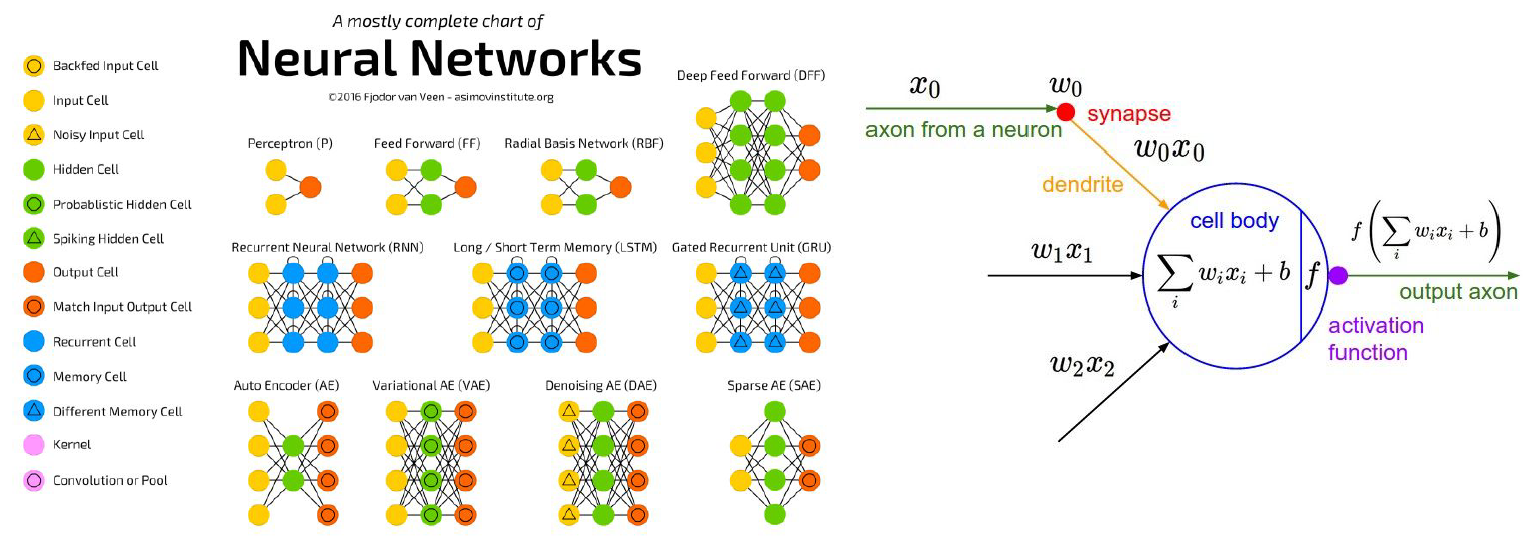 A mostly complete chart of
Neural Networks
©2016 Fjodor van Veen - asimovinstitute.org
Backfed Input Cell
Input Cell
Noisy Input Cell
Hidden Cell
Probablistic Hidden Cell
Spiking Hidden Cell
Output Cell
Match Input Output Cell
Recurrent Cell
Memory Cell
Different Memory Cell
Kernel
Convolution or Pool
Deep Feed Forward (DFF)
Perceptron (P)
Feed Forward (FF)
Radial Basis Network (RBF)
Recurrent Neural Network (RNN)
Long / Short Term Memory (LSTM)
Gated Recurrent Unit (GRU)
Auto Encoder (AE)
Variational AE (VAE)
Denoising AE (DAE)
Sparse AE (SAE)
x₀
w₀
synapse
axon from a neuron
w₀x₀
dendrite
cell body
w₁x₁
∑ᵢ wᵢxᵢ + b
f
f(∑ᵢ wᵢxᵢ + b)
output axon
activation
function
w₂x₂